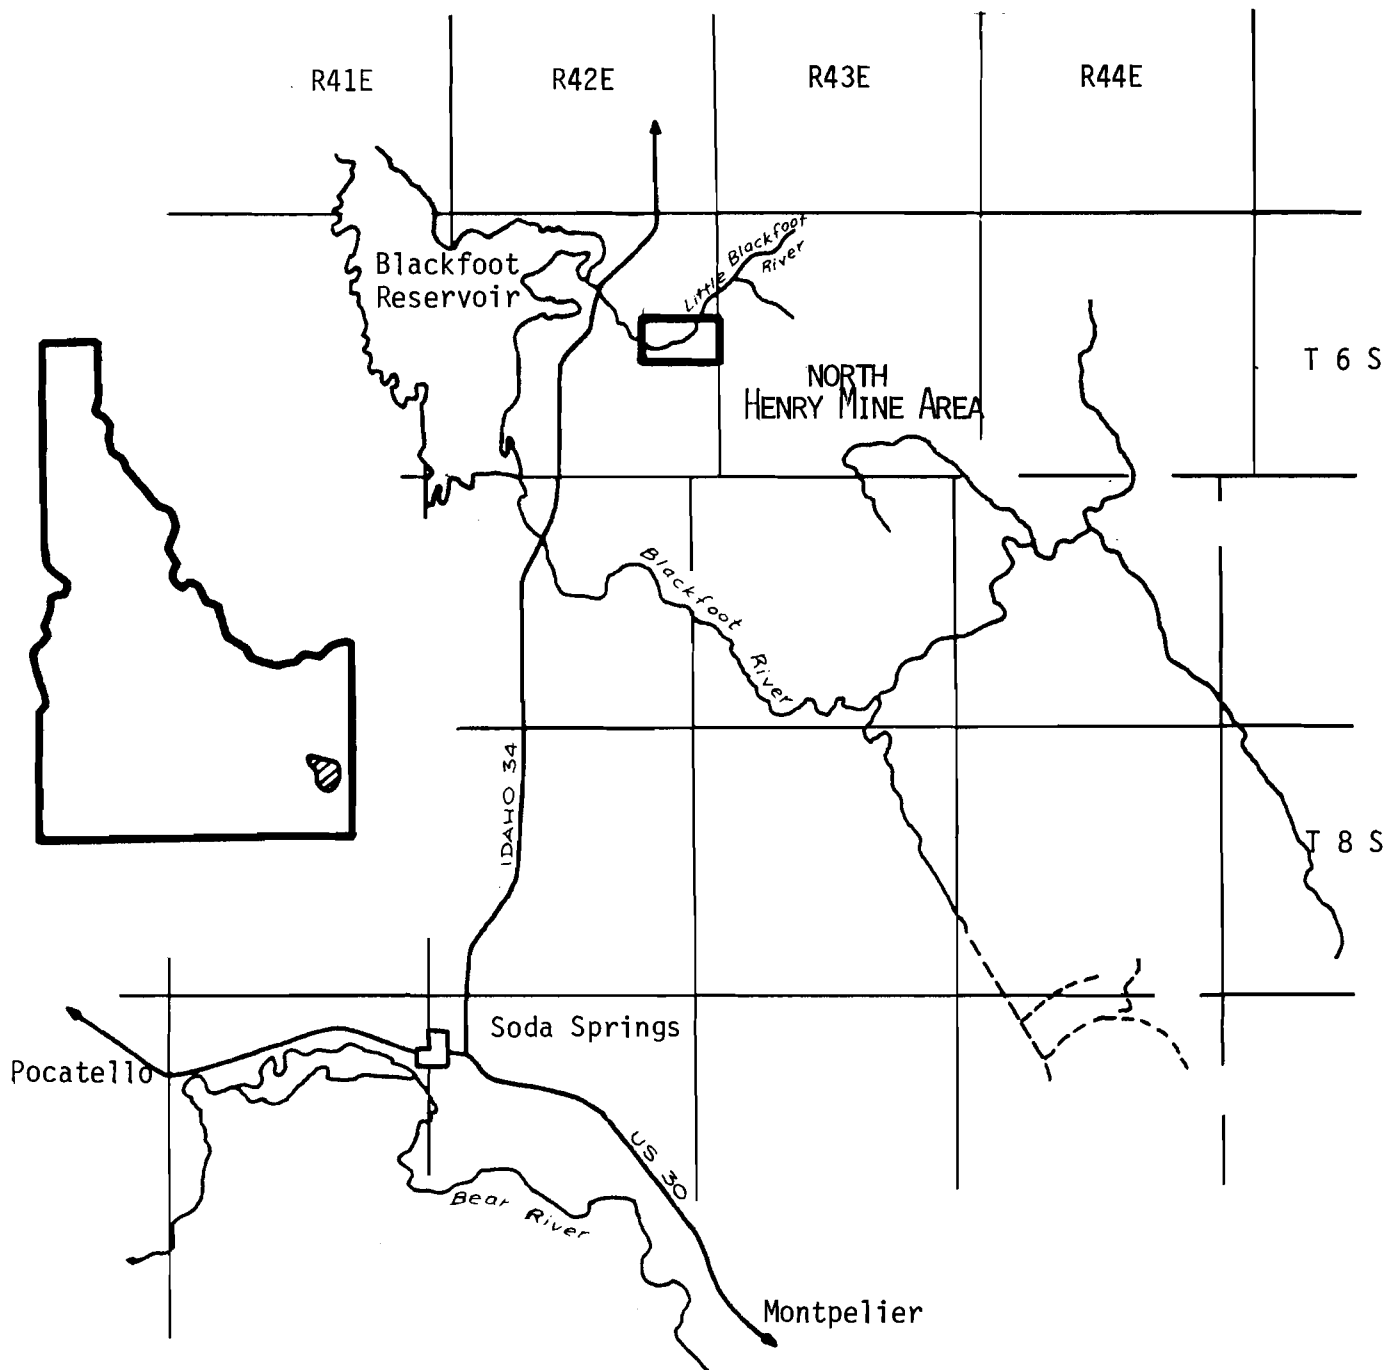 R41E
R42E
R43E
R44E
Little Blackfoot
River
Blackfoot
Reservoir
T 6 S
NORTH
HENRY MINE AREA
Blackfoot
River
IDAHO 34
T 8 S
Soda Springs
Pocatello
US 30
Bear River
Montpelier